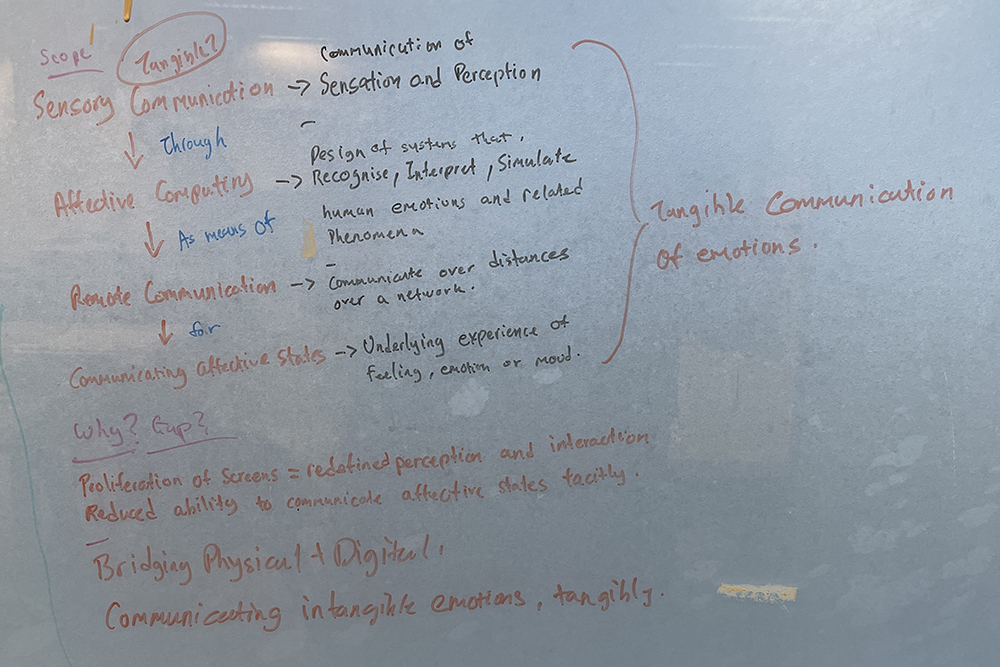 Scope
Tangible?
Sensory Communication -> Communication of
Sensation and Perception
↓ Through
Affective Computing -> Design of systems that,
Recognise, Interpret, Simulate
human emotions and related
Phenomena
↓ As means of
Remote Communication -> Communicate over distances
over a network.
↓ for
Communicating affective states -> Underlying experience of
feeling, emotion or mood.
Tangible Communication
of emotions.
Why? Gap?
Proliferation of Screens = redefined perception and interaction
Reduced ability to communicate affective states tacitly.
Bridging Physical + Digital,
Communicating intangible emotions, tangibly.